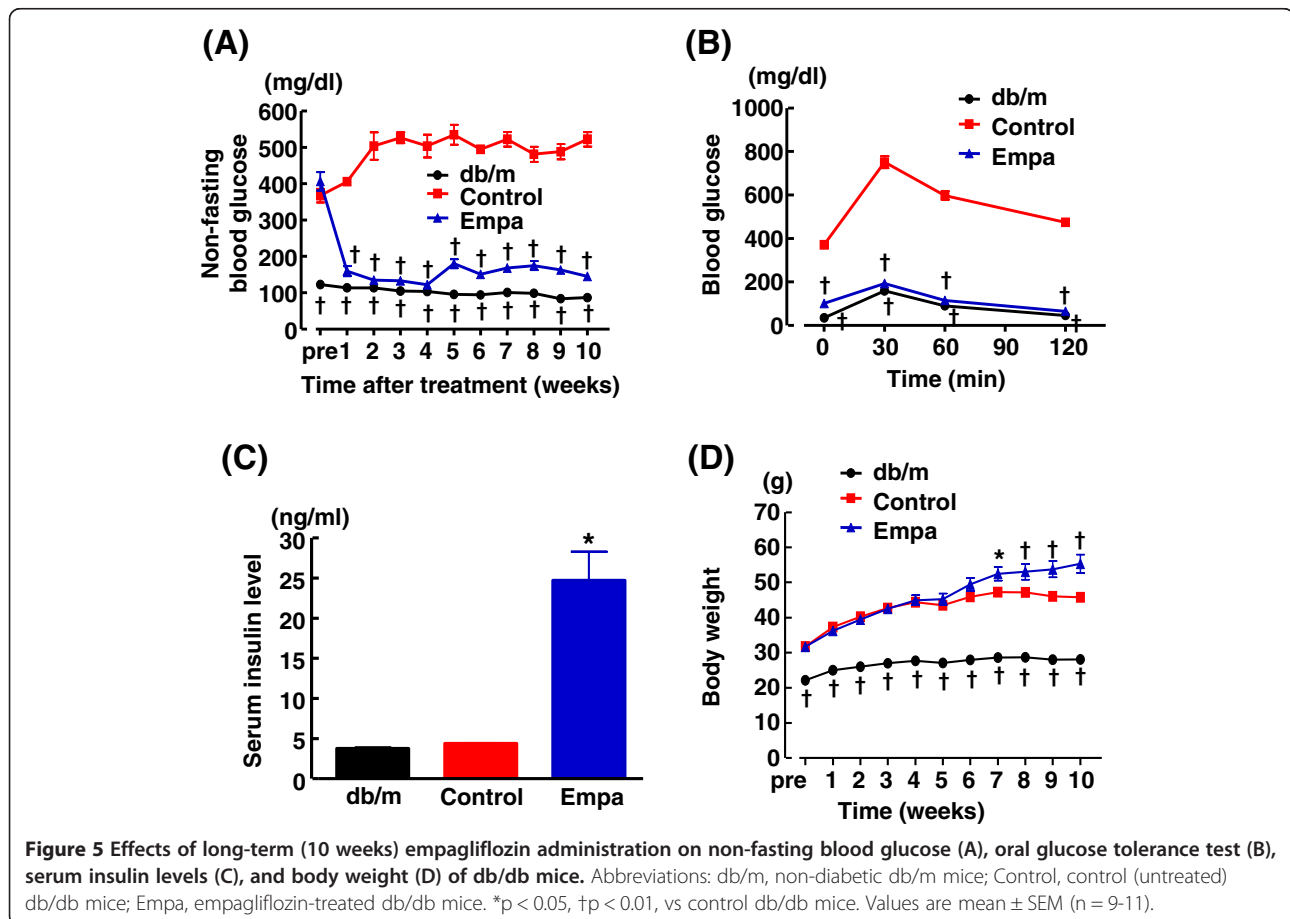 (A)
(mg/dl)
Non-fasting
blood glucose
600
500
400
300
200
100
0
db/m
Control
Empa
† † † † † † † † † †
† † † † † † † † † † †
pre 1 2 3 4 5 6 7 8 9 10
Time after treatment (weeks)
(B)
(mg/dl)
Blood glucose
1000
800
600
400
200
0
db/m
Control
Empa
† † † †
† † † †
0 30 60 90 120
Time (min)
(C)
(ng/ml)
Serum insulin level
30
25
20
15
10
5
0
*
db/m Control Empa
(D)
(g)
Body weight
70
60
50
40
30
20
10
0
db/m
Control
Empa
* † † †
† † † † † † † † † † †
pre 1 2 3 4 5 6 7 8 9 10
Time (weeks)
Figure 5 Effects of long-term (10 weeks) empagliflozin administration on non-fasting blood glucose (A), oral glucose tolerance test (B),
serum insulin levels (C), and body weight (D) of db/db mice. Abbreviations: db/m, non-diabetic db/m mice; Control, control (untreated)
db/db mice; Empa, empagliflozin-treated db/db mice. *p < 0.05, †p < 0.01, vs control db/db mice. Values are mean ± SEM (n = 9-11).